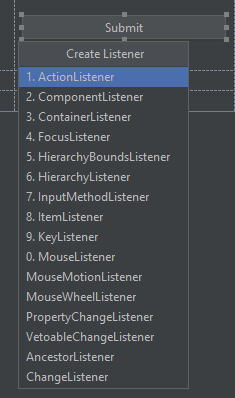 Submit
Create Listener
1. ActionListener
2. ComponentListener
3. ContainerListener
4. FocusListener
5. HierarchyBoundsListener
6. HierarchyListener
7. InputMethodListener
8. ItemListener
9. KeyListener
0. MouseListener
MouseMotionListener
MouseWheelListener
PropertyChangeListener
VetoableChangeListener
AncestorListener
ChangeListener